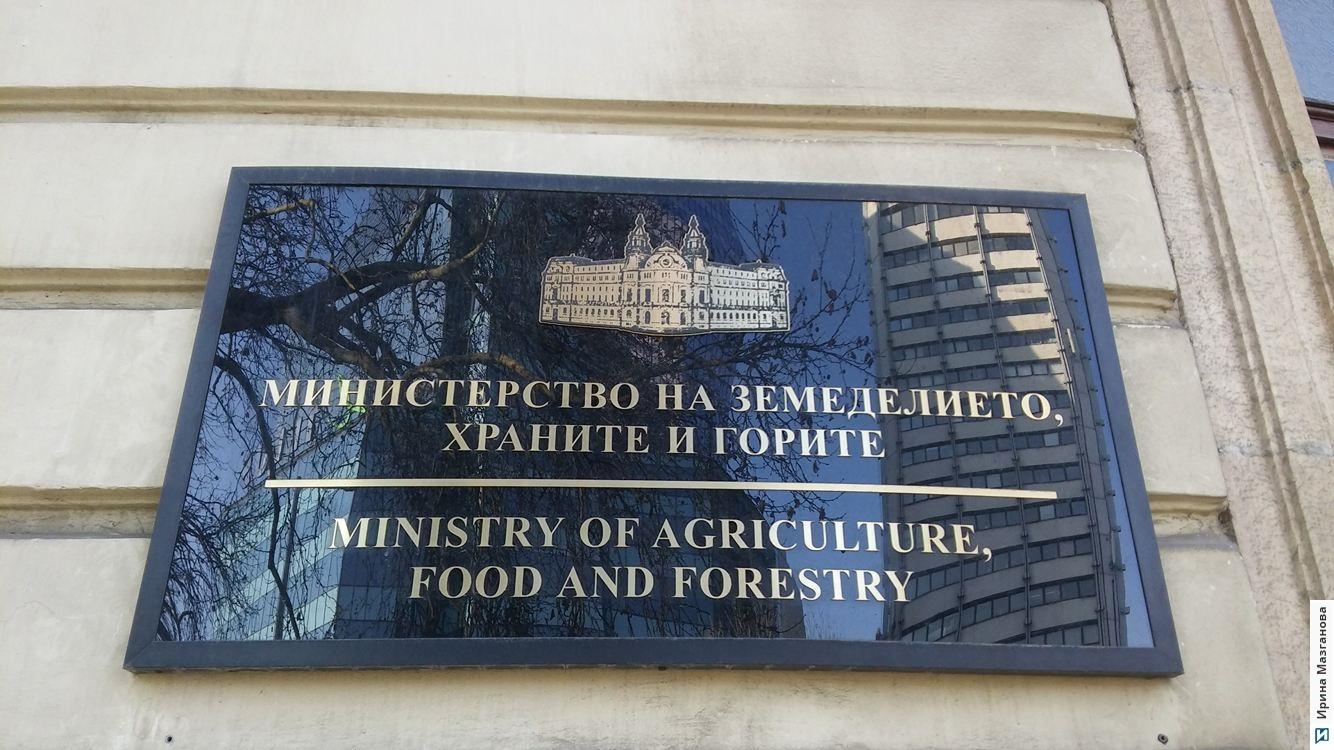 МИНИСТЕРСТВО НА ЗЕМЕДЕЛИЕТО,
ХРАНИТЕ И ГОРИТЕ
MINISTRY OF AGRICULTURE,
FOOD AND FORESTRY
Ирина Мазганова